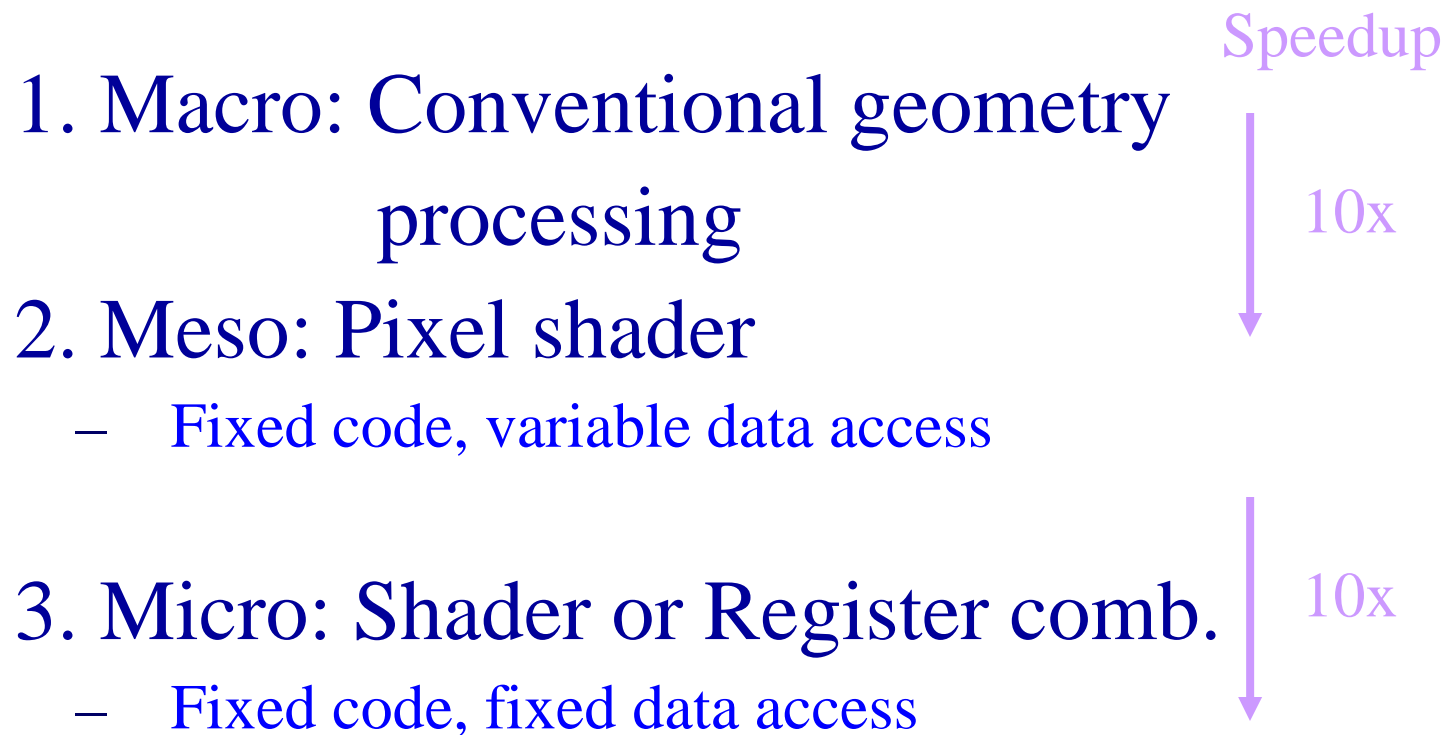 Speedup
1. Macro: Conventional geometry
processing
10x
2. Meso: Pixel shader
– Fixed code, variable data access
3. Micro: Shader or Register comb.
10x
– Fixed code, fixed data access